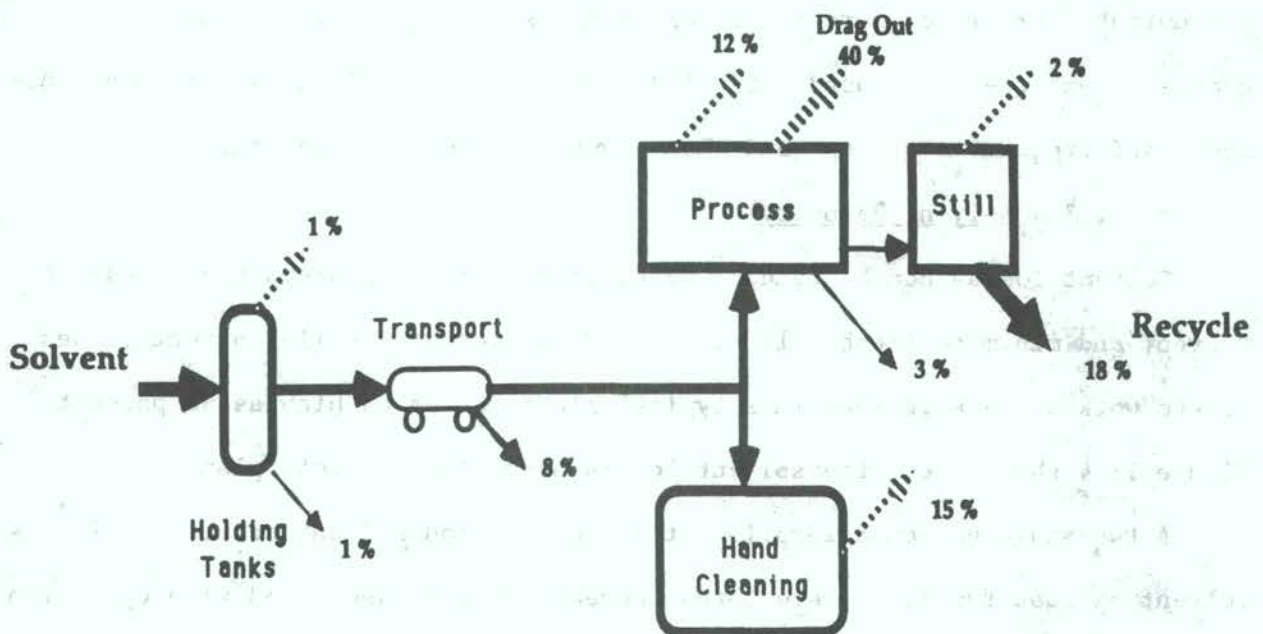 Drag Out
12 %
40 %
2 %
Process
Still
1 %
Transport
Solvent
Recycle
3 %
18 %
8 %
15 %
Holding
Tanks
1 %
Hand
Cleaning